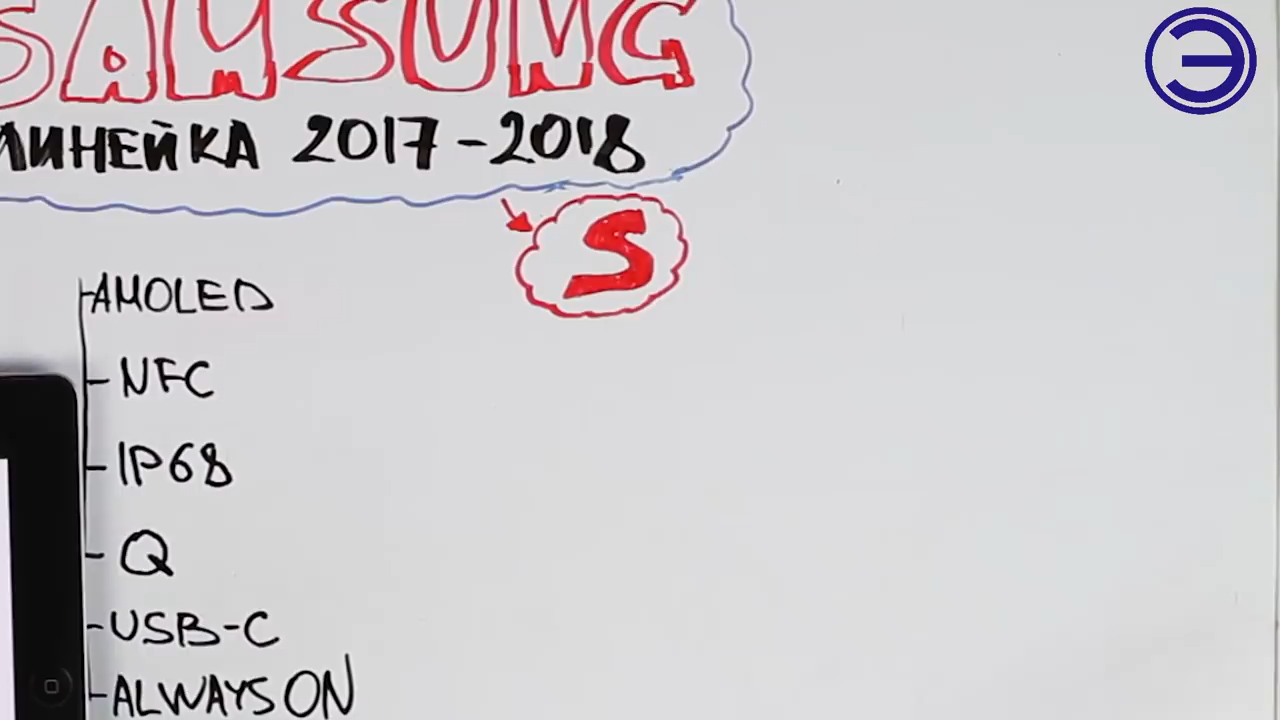 SAMSUNG
ЛИНЕЙКА 2017-2018
S
AMOLED
- NFC
- IP68
- Q
- USB-C
- ALWAYS ON
Э